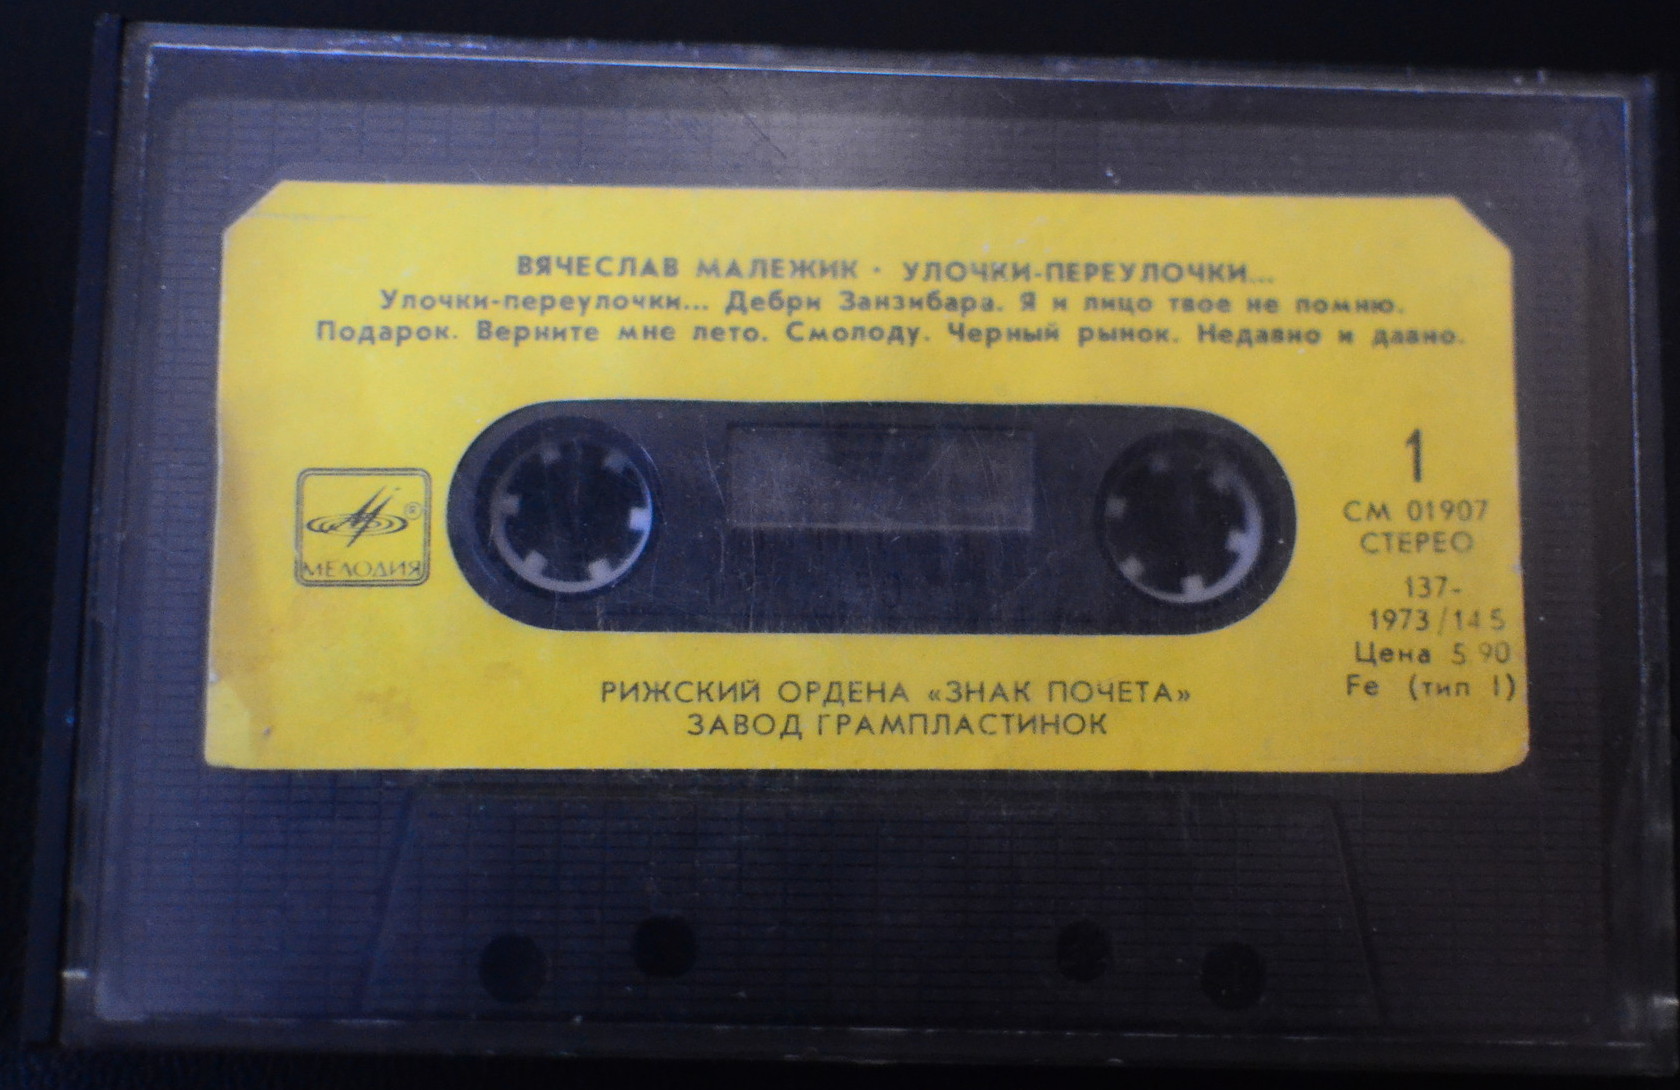 ВЯЧЕСЛАВ МАЛЕЖИК · УЛОЧКИ-ПЕРЕУЛОЧКИ...
Улочки-переулочки... Дебри Занзибара. Я и лицо твое не помню.
Подарок. Верните мне лето. Смолоду. Черный рынок. Недавно и давно.
®
МЕЛОДИЯ
1
СМ 01907
СТЕРЕО
137-
1973/145
Цена 5 90
Fe (тип I)
РИЖСКИЙ ОРДЕНА «ЗНАК ПОЧЕТА»
ЗАВОД ГРАМПЛАСТИНОК